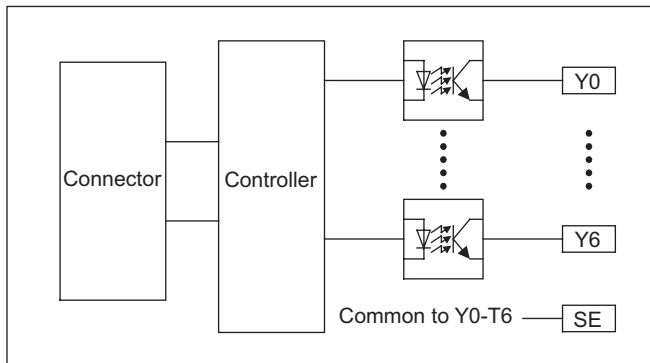 Y0
Connector
Controller
Y6
Common to Y0-T6
SE